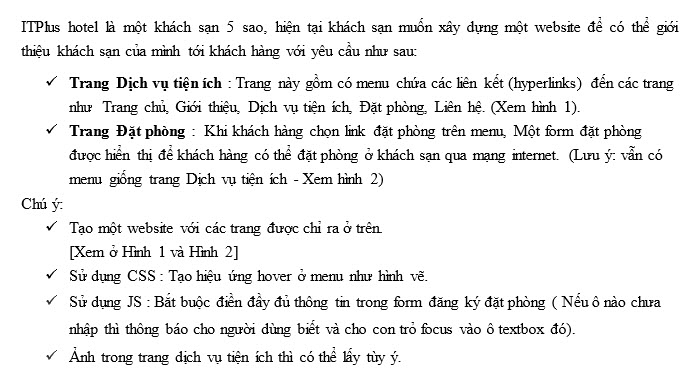 ITPlus hotel là một khách sạn 5 sao, hiện tại khách sạn muốn xây dựng một website để có thể giới
thiệu khách sạn của mình tới khách hàng với yêu cầu như sau:
✓ Trang Dịch vụ tiện ích : Trang này gồm có menu chứa các liên kết (hyperlinks) đến các trang
như Trang chủ, Giới thiệu, Dịch vụ tiện ích, Đặt phòng, Liên hệ. (Xem hình 1).
✓ Trang Đặt phòng : Khi khách hàng chọn link đặt phòng trên menu, Một form đặt phòng
được hiển thị để khách hàng có thể đặt phòng ở khách sạn qua mạng internet. (Lưu ý: vẫn có
menu giống trang Dịch vụ tiện ích - Xem hình 2)
Chú ý:
✓ Tạo một website với các trang được chỉ ra ở trên.
[Xem ở Hình 1 và Hình 2]
✓ Sử dụng CSS : Tạo hiệu ứng hover ở menu như hình vẽ.
✓ Sử dụng JS : Bắt buộc điền đầy đủ thông tin trong form đăng ký đặt phòng ( Nếu ô nào chưa
nhập thì thông báo cho người dùng biết và cho con trỏ focus vào ô textbox đó).
✓ Ảnh trong trang dịch vụ tiện ích thì có thể lấy tùy ý.